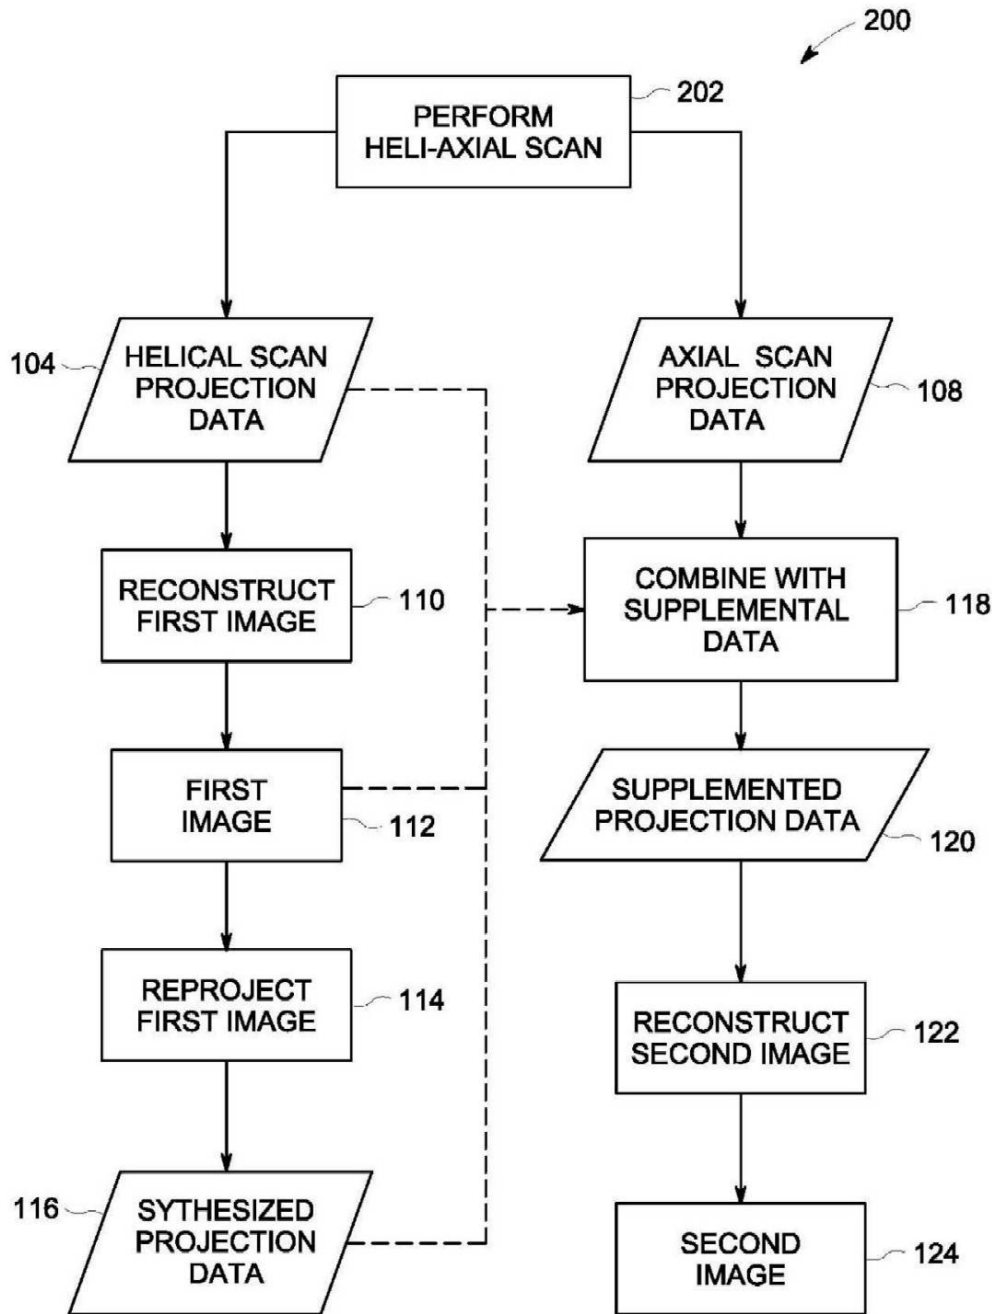 200
PERFORM
HELI-AXIAL SCAN
202
HELICAL SCAN
PROJECTION
DATA
104
AXIAL SCAN
PROJECTION
DATA
108
RECONSTRUCT
FIRST IMAGE
110
COMBINE WITH
SUPPLEMENTAL
DATA
118
FIRST
IMAGE
112
SUPPLEMENTED
PROJECTION DATA
120
REPROJECT
FIRST IMAGE
114
RECONSTRUCT
SECOND IMAGE
122
116
SYTHESIZED
PROJECTION
DATA
SECOND
IMAGE
124